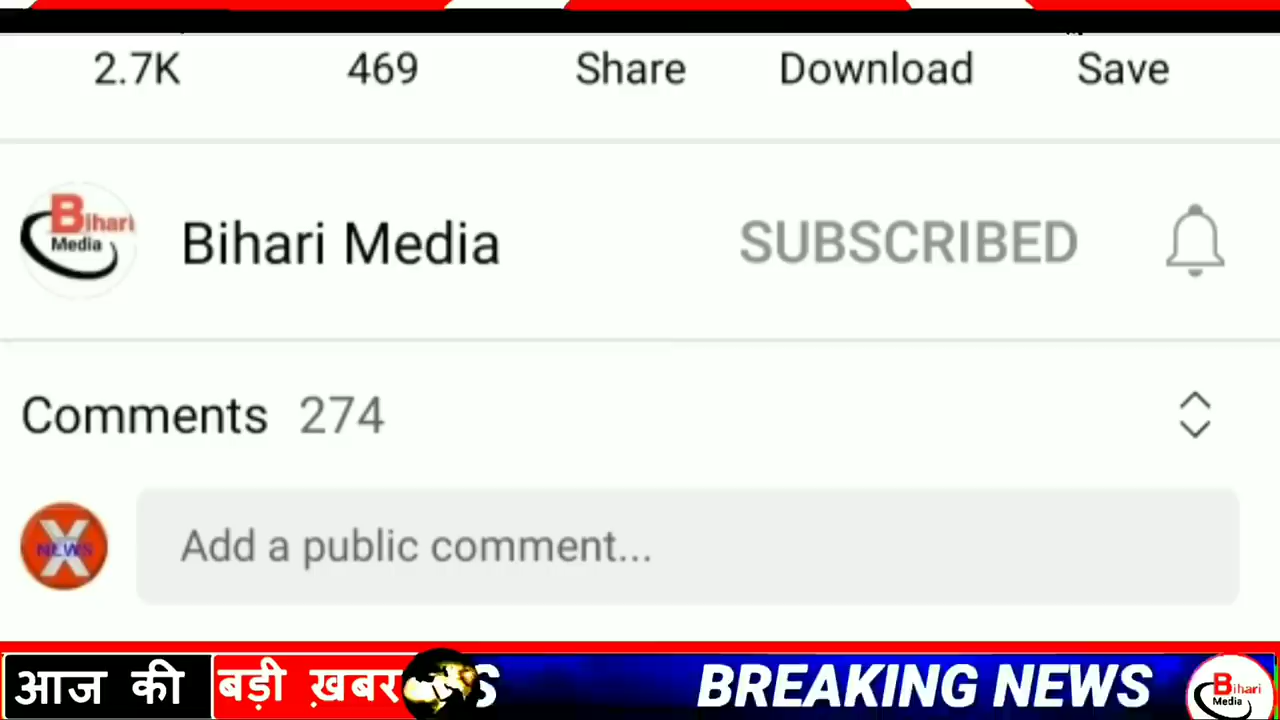 2.7K 469 Share Download Save
Bihari Media
Bihari Media SUBSCRIBED
Comments 274
X NEWS
Add a public comment...
आज की बड़ी ख़बर S BREAKING NEWS
Bihari Media